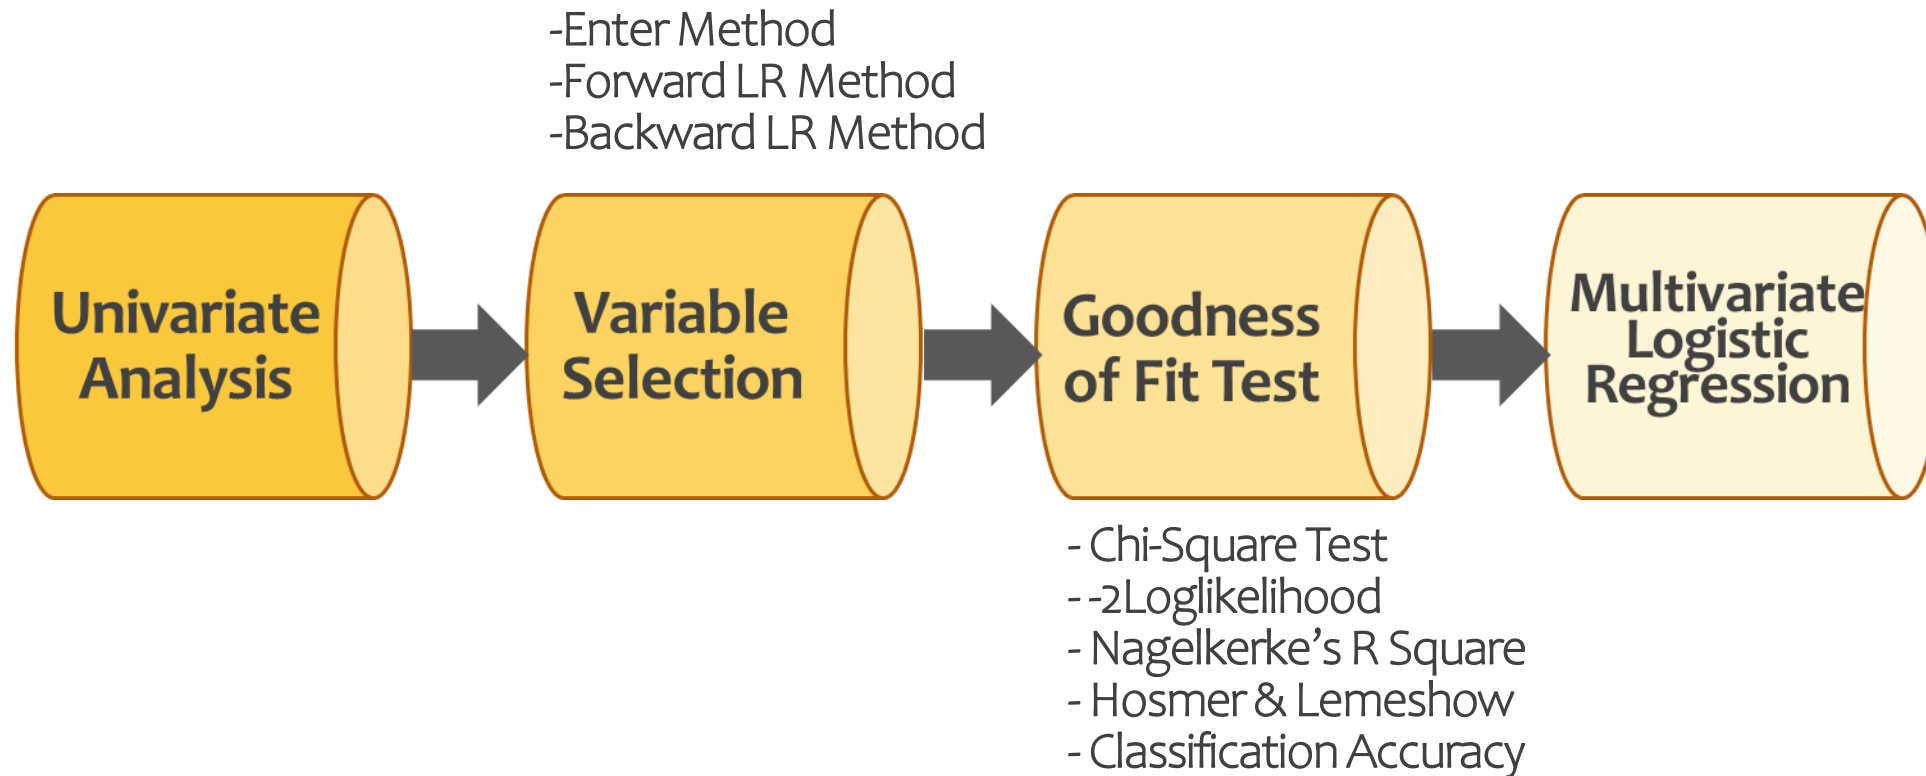 -Enter Method
-Forward LR Method
-Backward LR Method
Univariate
Analysis
Variable
Selection
Goodness
of Fit Test
Multivariate
Logistic
Regression
- Chi-Square Test
- -2Loglikelihood
- Nagelkerke’s R Square
- Hosmer & Lemeshow
- Classification Accuracy